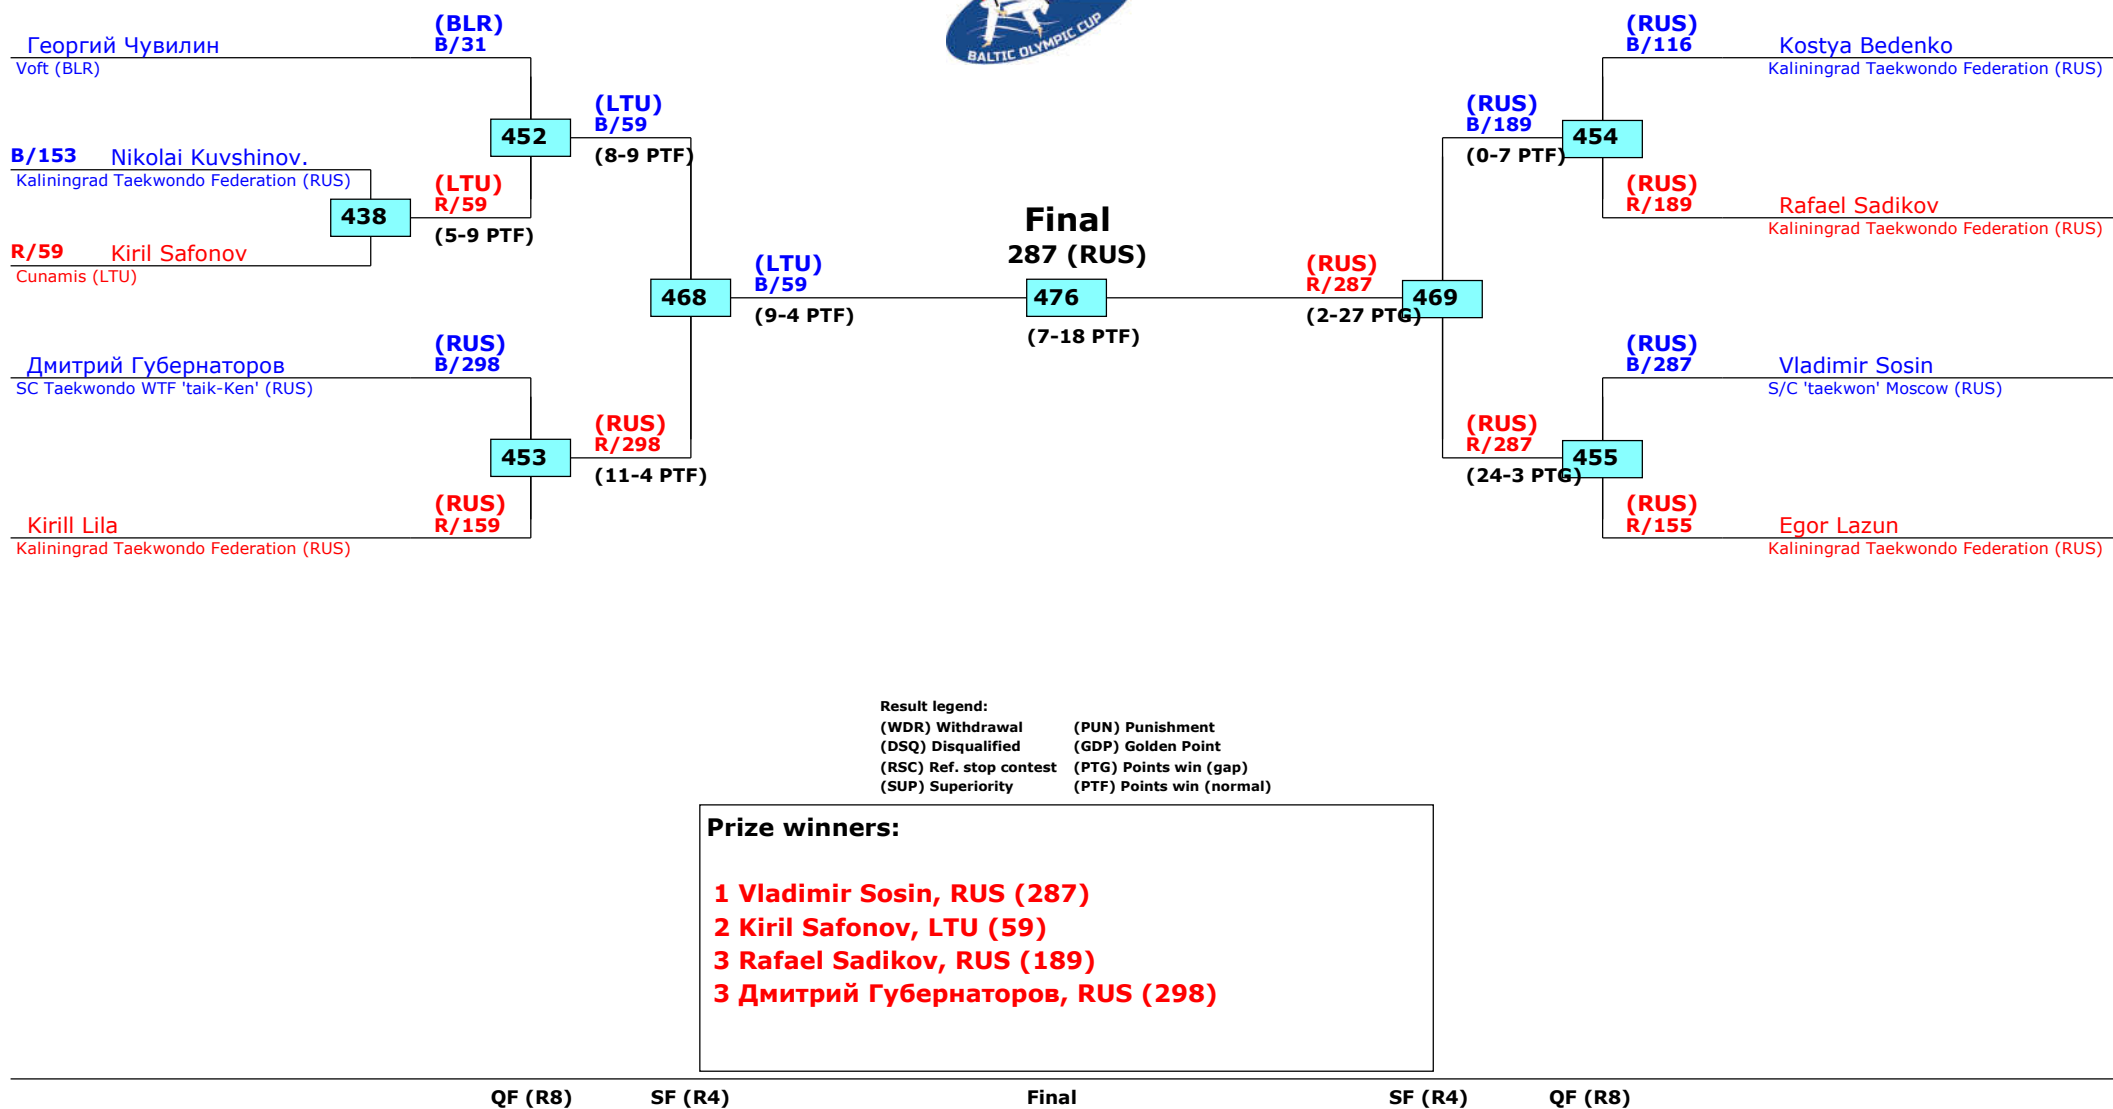 BALTIC OLYMPIC CUP
(BLR)
B/31
Георгий Чувилин
Voft (BLR)
B/153 Nikolai Kuvshinov.
Kaliningrad Taekwondo Federation (RUS)
438
R/59 Kiril Safonov
Cunamis (LTU)
(LTU)
R/59
(5-9 PTF)
452
(LTU)
B/59
(8-9 PTF)
(RUS)
B/298
Дмитрий Губернаторов
SC Taekwondo WTF 'taik-Ken' (RUS)
453
(RUS)
R/298
(11-4 PTF)
(RUS)
R/159
Kirill Lila
Kaliningrad Taekwondo Federation (RUS)
468
(LTU)
B/59
(9-4 PTF)
Final
287 (RUS)
476
(7-18 PTF)
(RUS)
R/287
(2-27 PTG)
469
(RUS)
B/189
(0-7 PTF)
454
(RUS)
B/116
Kostya Bedenko
Kaliningrad Taekwondo Federation (RUS)
(RUS)
R/189
Rafael Sadikov
Kaliningrad Taekwondo Federation (RUS)
(RUS)
R/287
(24-3 PTG)
455
(RUS)
B/287
Vladimir Sosin
S/C 'taekwon' Moscow (RUS)
(RUS)
R/155
Egor Lazun
Kaliningrad Taekwondo Federation (RUS)
Result legend:
(WDR) Withdrawal (PUN) Punishment
(DSQ) Disqualified (GDP) Golden Point
(RSC) Ref. stop contest (PTG) Points win (gap)
(SUP) Superiority (PTF) Points win (normal)
Prize winners:
1 Vladimir Sosin, RUS (287)
2 Kiril Safonov, LTU (59)
3 Rafael Sadikov, RUS (189)
3 Дмитрий Губернаторов, RUS (298)
QF (R8) SF (R4) Final SF (R4) QF (R8)